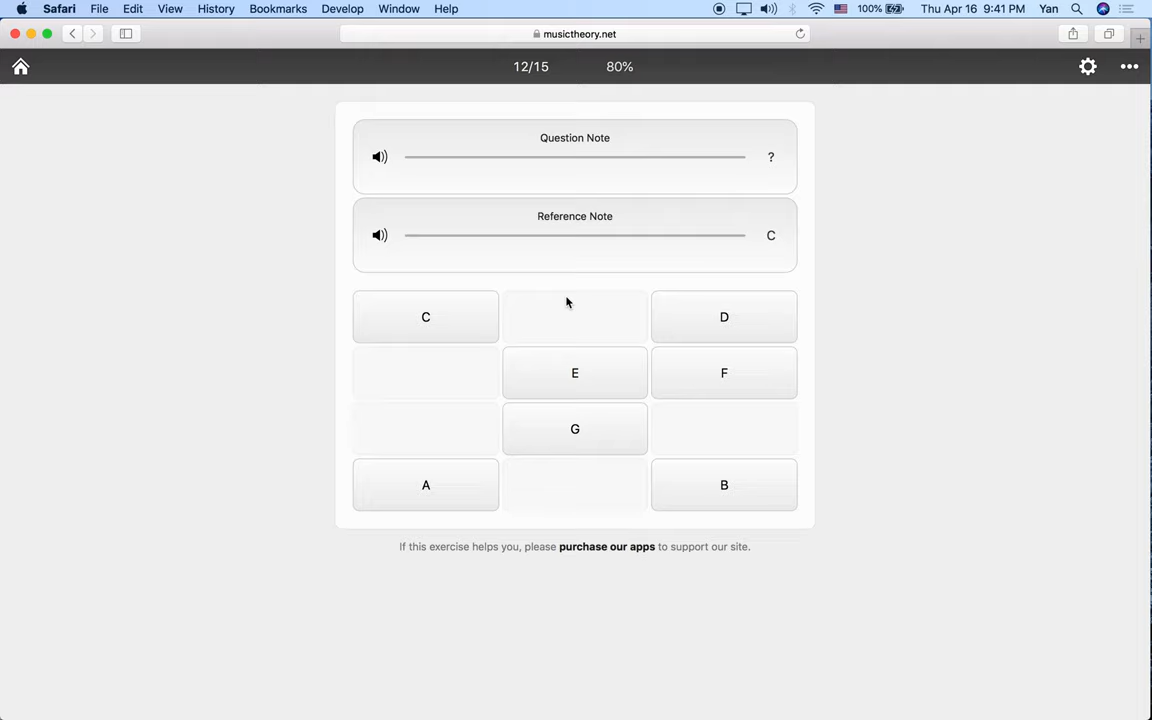 Safari File Edit View History Bookmarks Develop Window Help 100% Thu Apr 16 9:41 PM Yan
musictheory.net
12/15 80%
Question Note
?
Reference Note
C
C D
E F
G
A B
If this exercise helps you, please purchase our apps to support our site.